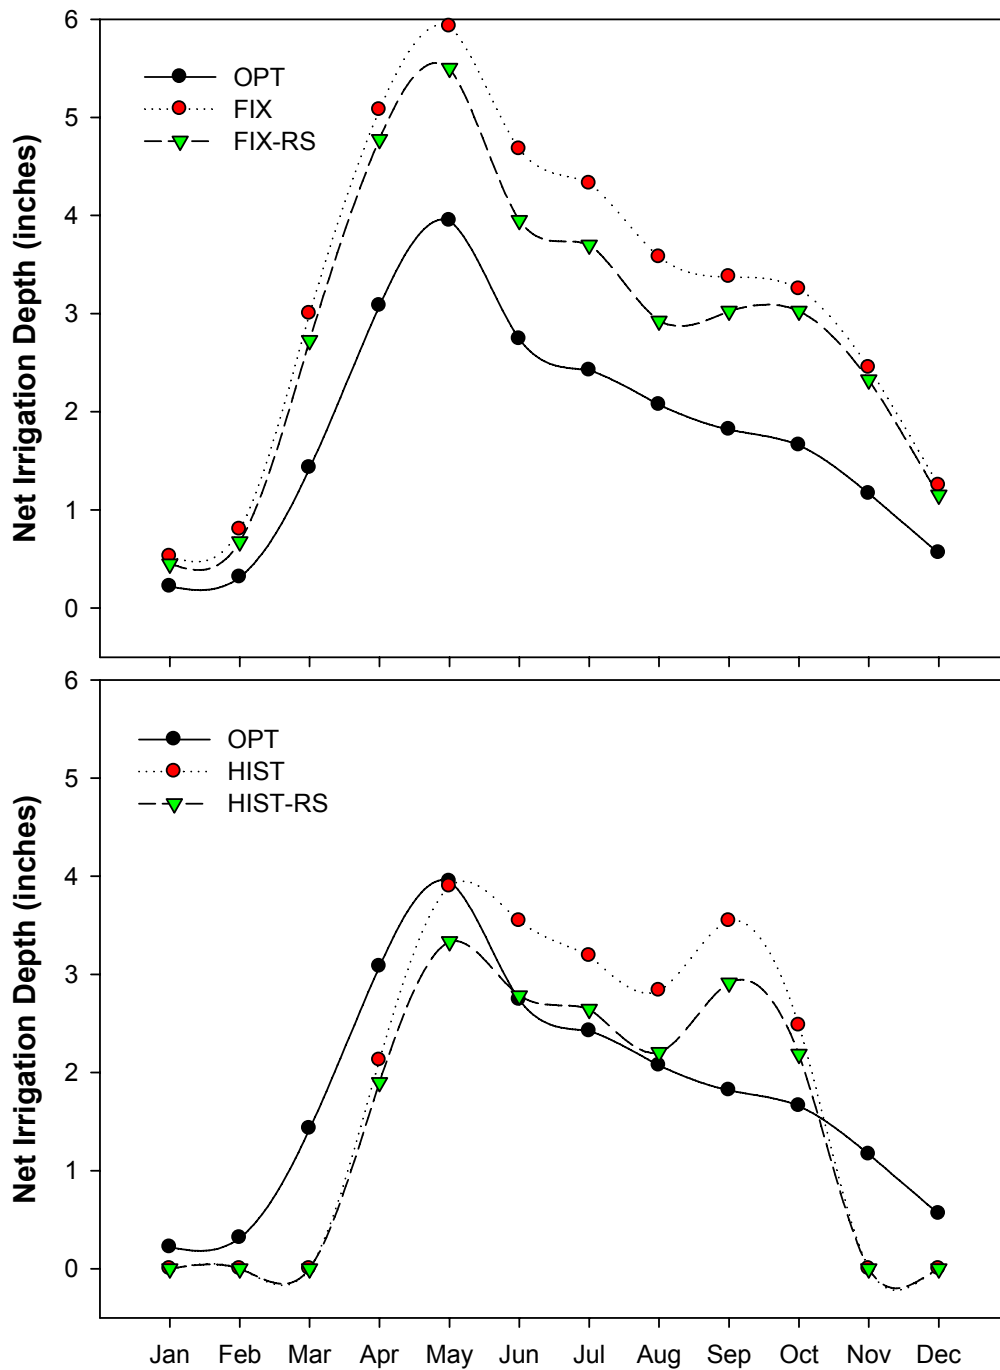 6
5
4
3
2
1
0
Net Irrigation Depth (inches)
OPT
FIX
FIX-RS
6
5
4
3
2
1
0
Net Irrigation Depth (inches)
OPT
HIST
HIST-RS
Jan Feb Mar Apr May Jun Jul Aug Sep Oct Nov Dec